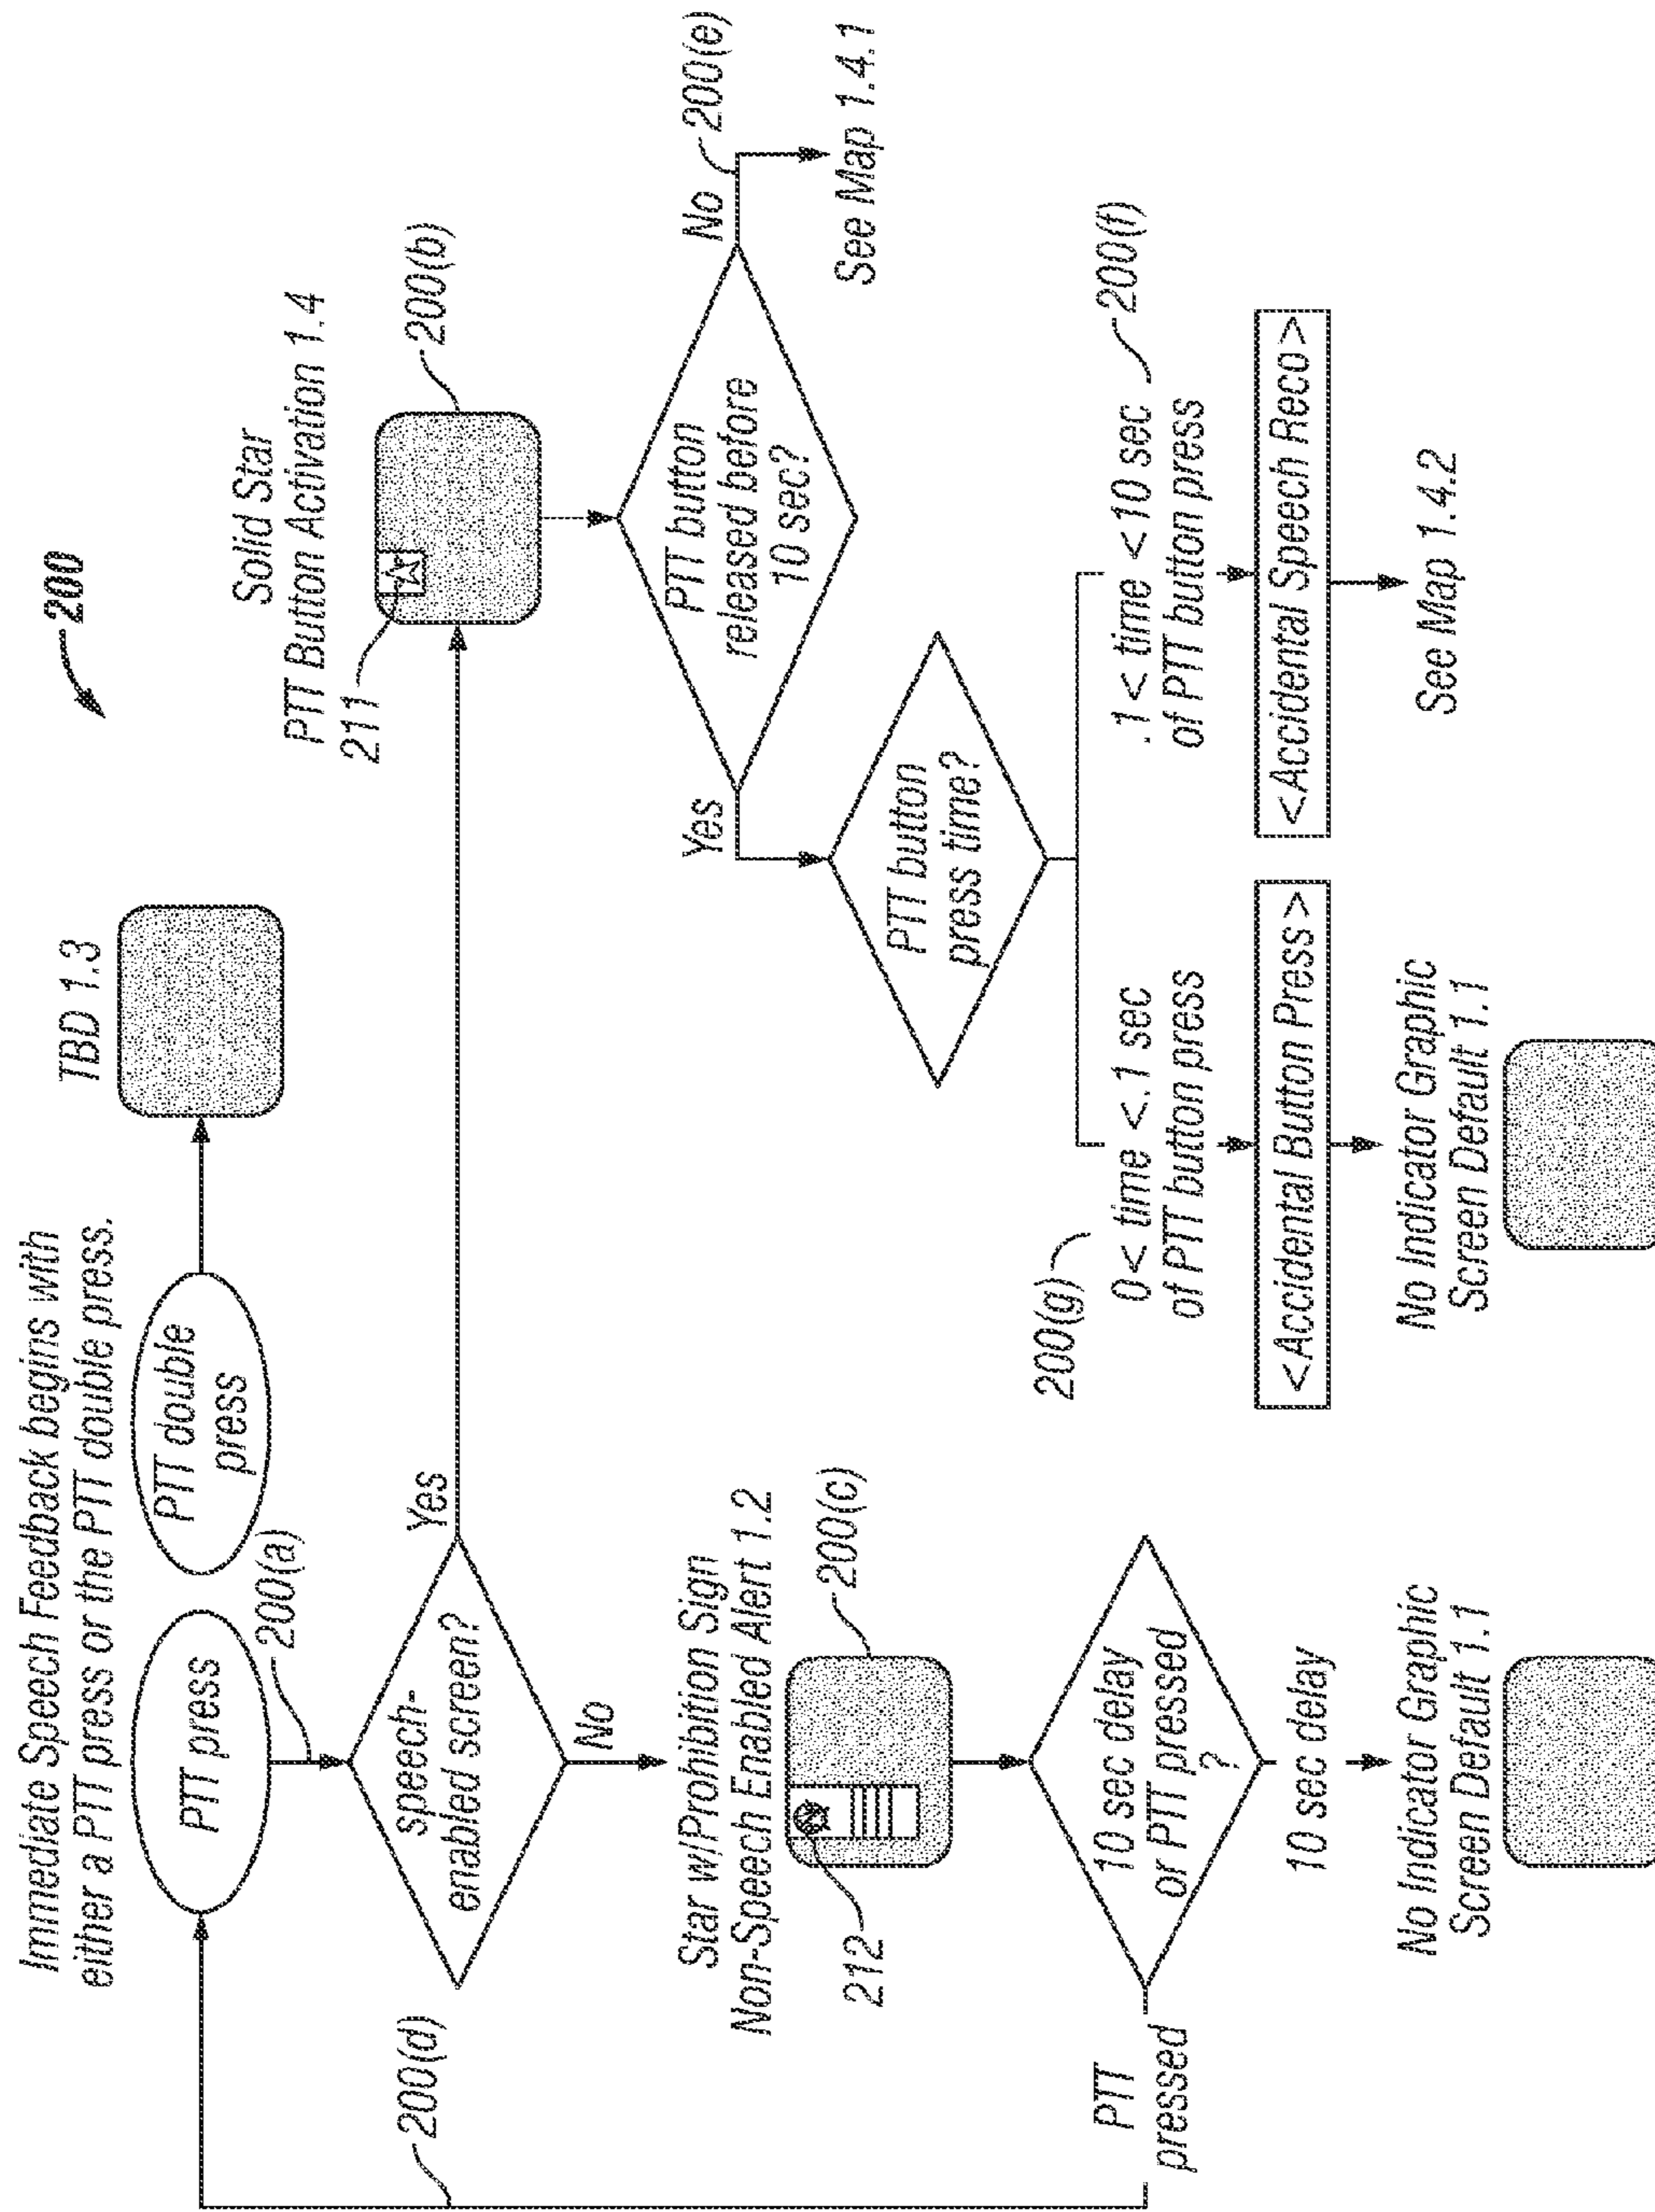 200
Immediate Speech Feedback begins with
either a PTT press or the PTT double press.
PTT press
PTT double
press
TBD 1.3
200(a)
200(d)
speech-
enabled screen?
Yes
No
Solid Star
PTT Button Activation 1.4
211
200(b)
Star w/Prohibition Sign
Non-Speech Enabled Alert 1.2
212
200(c)
10 sec delay
or PTT pressed
?
PTT
pressed
10 sec delay
No Indicator Graphic
Screen Default 1.1
PTT button
released before
10 sec?
Yes
No
200(e)
See Map 1.4.1
PTT button
press time?
200(g)
0< time <.1 sec
of PTT button press
<Accidental Button Press>
No Indicator Graphic
Screen Default 1.1
.1< time <10 sec
of PTT button press
200(f)
<Accidental Speech Reco>
See Map 1.4.2